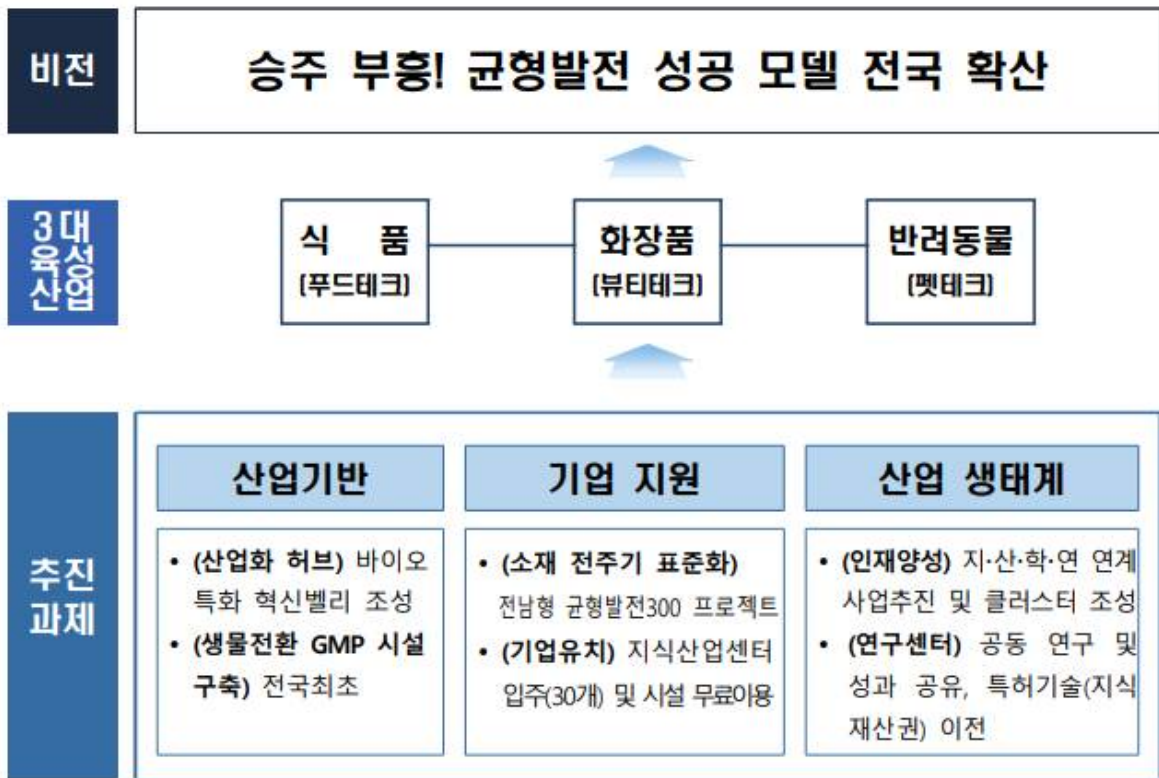 비전
승주 부흥! 균형발전 성공 모델 전국 확산
3대
육성
산업
식 품
(푸드테크)
화장품
(뷰티테크)
반려동물
(펫테크)
추진
과제
산업기반
• (산업화 허브) 바이오
특화 혁신벨리 조성
• (생물전환 GMP 시설
구축) 전국최초
기업 지원
• (소재 전주기 표준화)
전남형 균형발전300 프로젝트
• (기업유치) 지식산업센터
입주(30개) 및 시설 무료이용
산업 생태계
• (인재양성) 지·산·학·연 연계
사업추진 및 클러스터 조성
• (연구센터) 공동 연구 및
성과 공유, 특허기술(지식
재산권) 이전